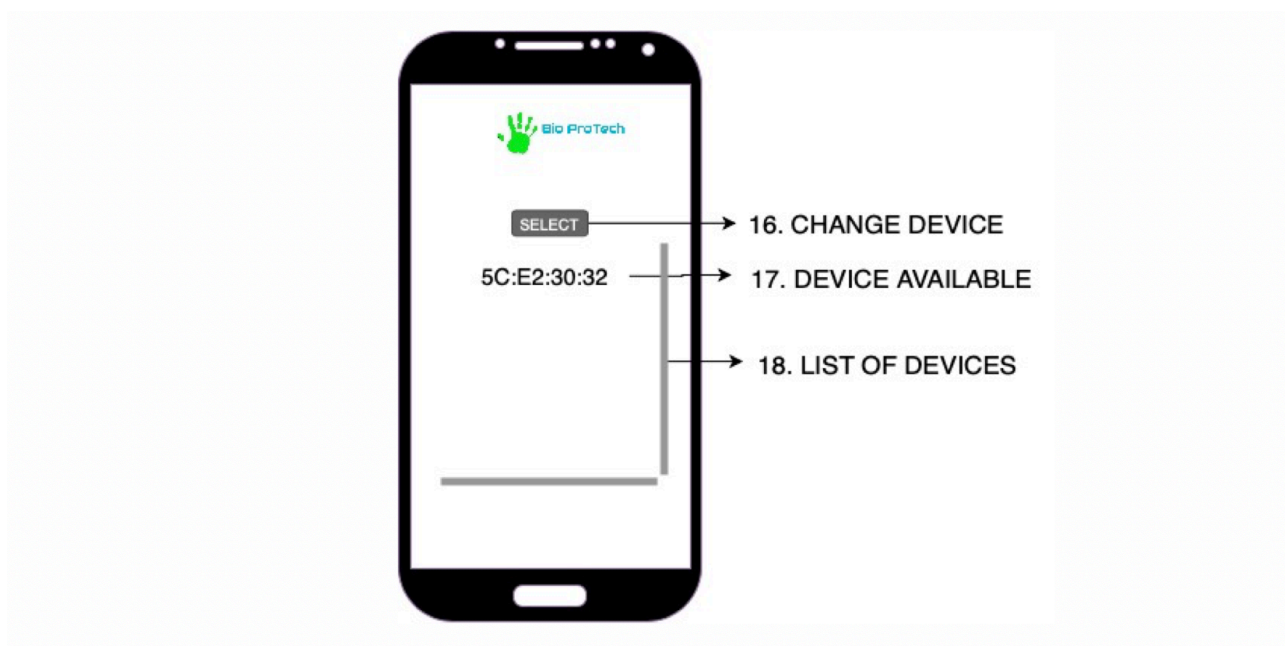 Bio ProTech
SELECT
16. CHANGE DEVICE
5C:E2:30:32
17. DEVICE AVAILABLE
18. LIST OF DEVICES